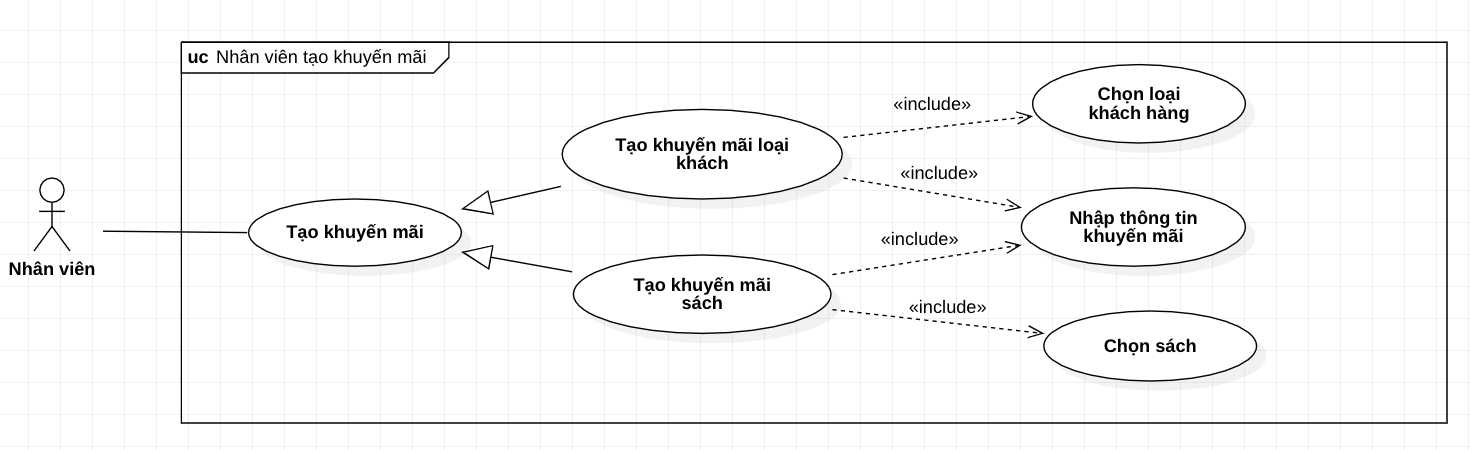 uc Nhân viên tạo khuyến mãi
Nhân viên
Tạo khuyến mãi
Tạo khuyến mãi loại
khách
Tạo khuyến mãi
sách
«include»
«include»
«include»
«include»
Chọn loại
khách hàng
Nhập thông tin
khuyến mãi
Chọn sách